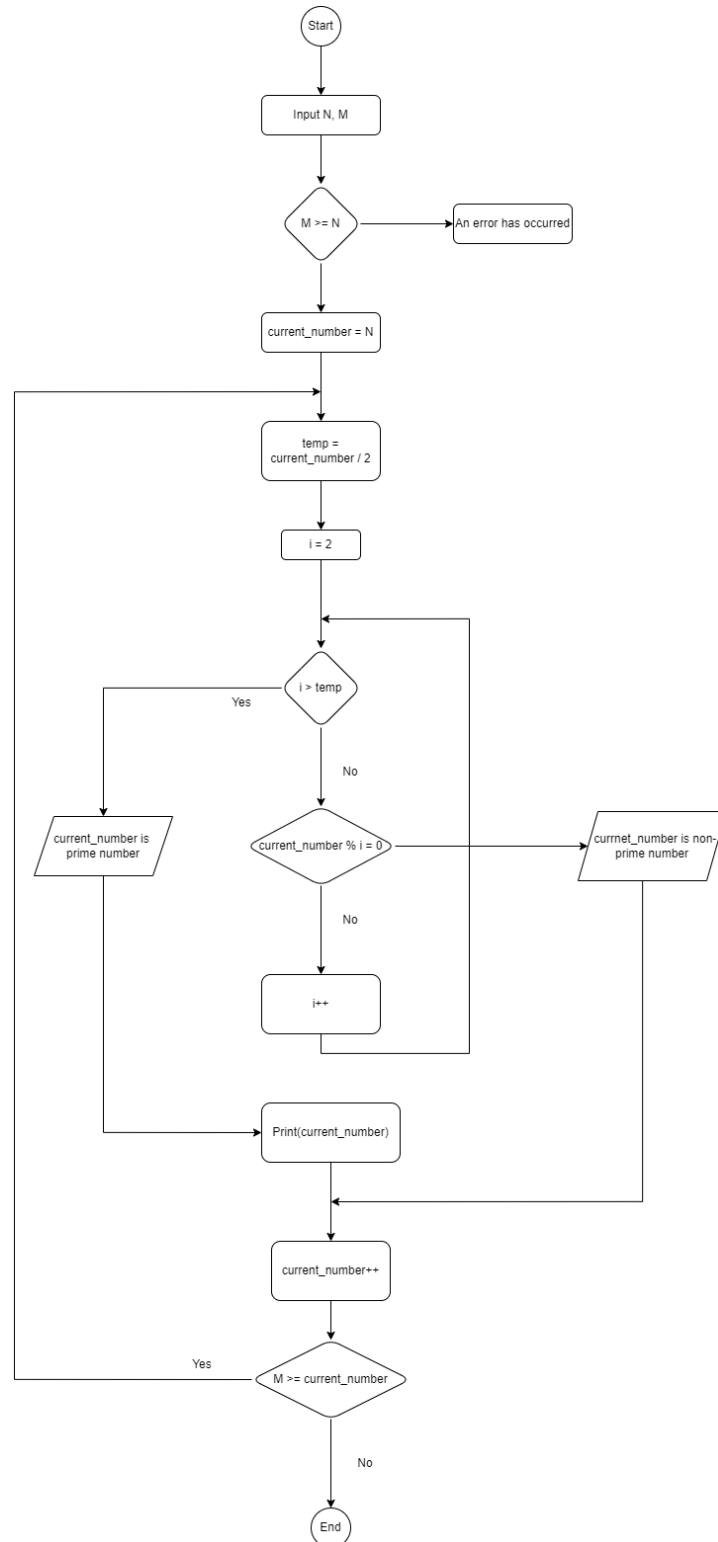 Start
Input N, M
M >= N
An error has occurred
current_number = N
temp =
current_number / 2
i = 2
i > temp
Yes
No
current_number is
prime number
current_number % i = 0
currnet_number is non-
prime number
No
i++
Print(current_number)
current_number++
Yes
M >= current_number
No
End